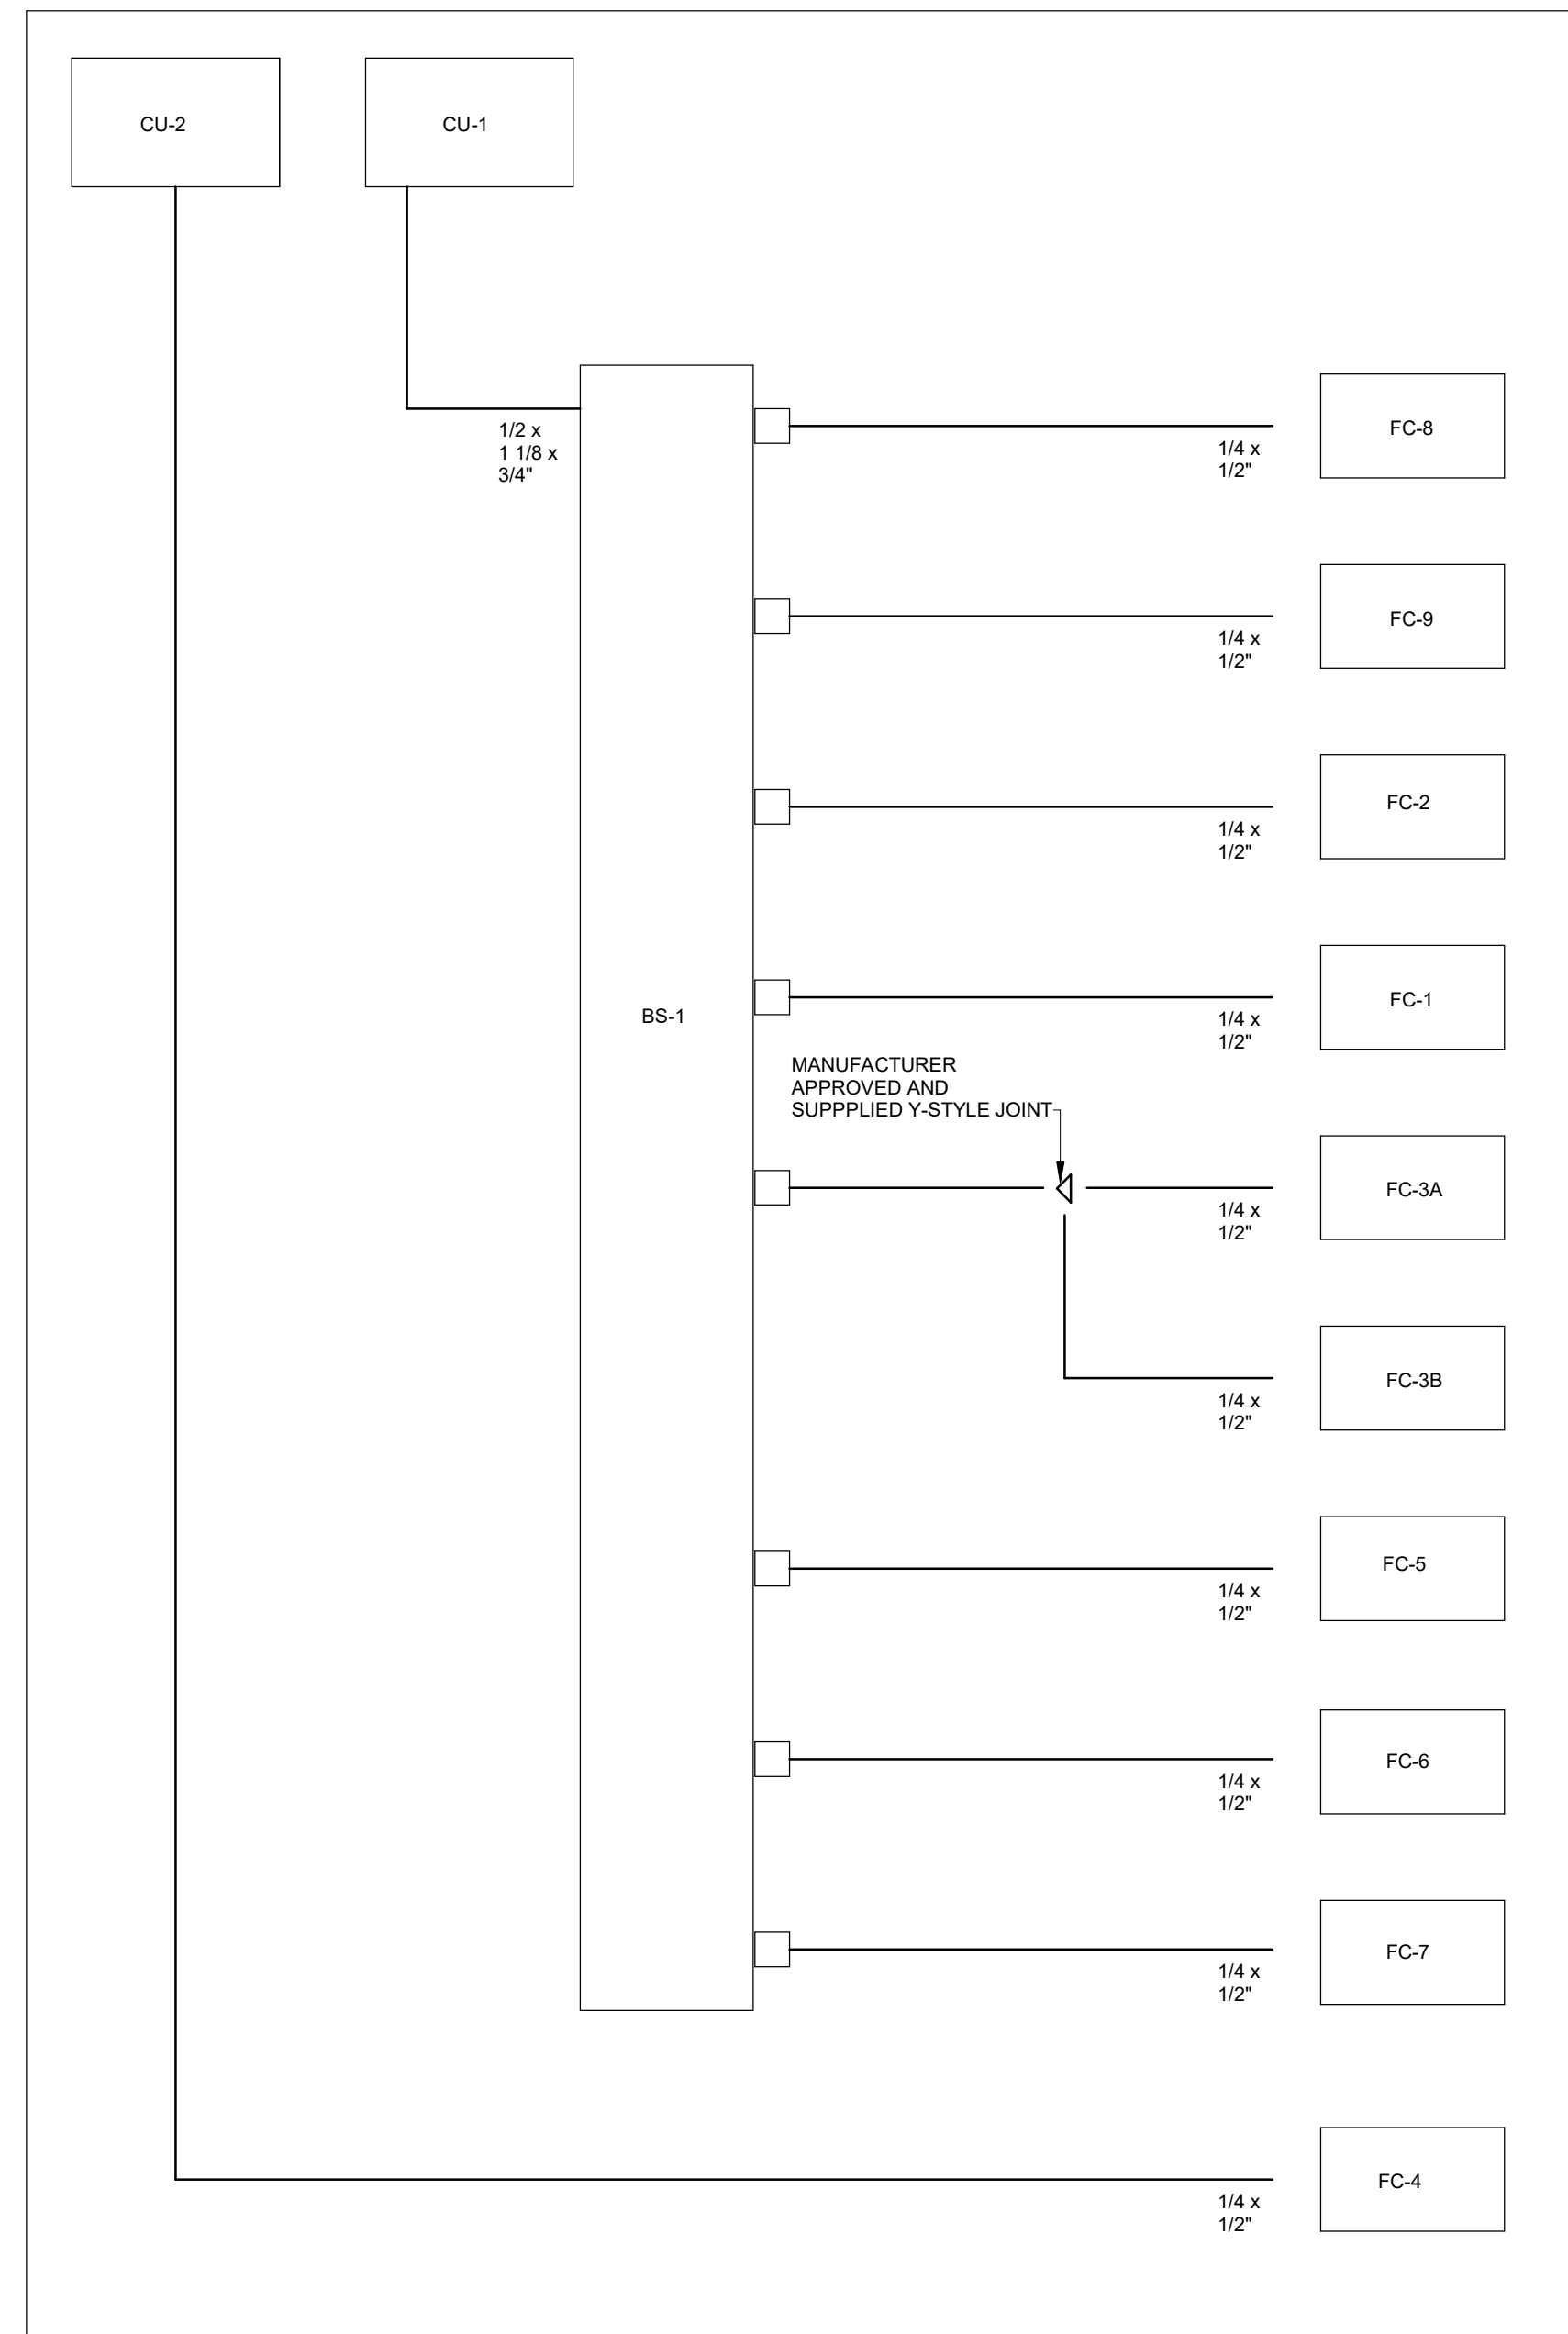 CU-2
CU-1
1/2 x
1 1/8 x
3/4"
FC-8
1/4 x
1/2"
FC-9
1/4 x
1/2"
FC-2
1/4 x
1/2"
FC-1
1/4 x
1/2"
BS-1
MANUFACTURER
APPROVED AND
SUPPPLIED Y-STYLE JOINT
FC-3A
1/4 x
1/2"
FC-3B
1/4 x
1/2"
FC-5
1/4 x
1/2"
FC-6
1/4 x
1/2"
FC-7
1/4 x
1/2"
FC-4
1/4 x
1/2"